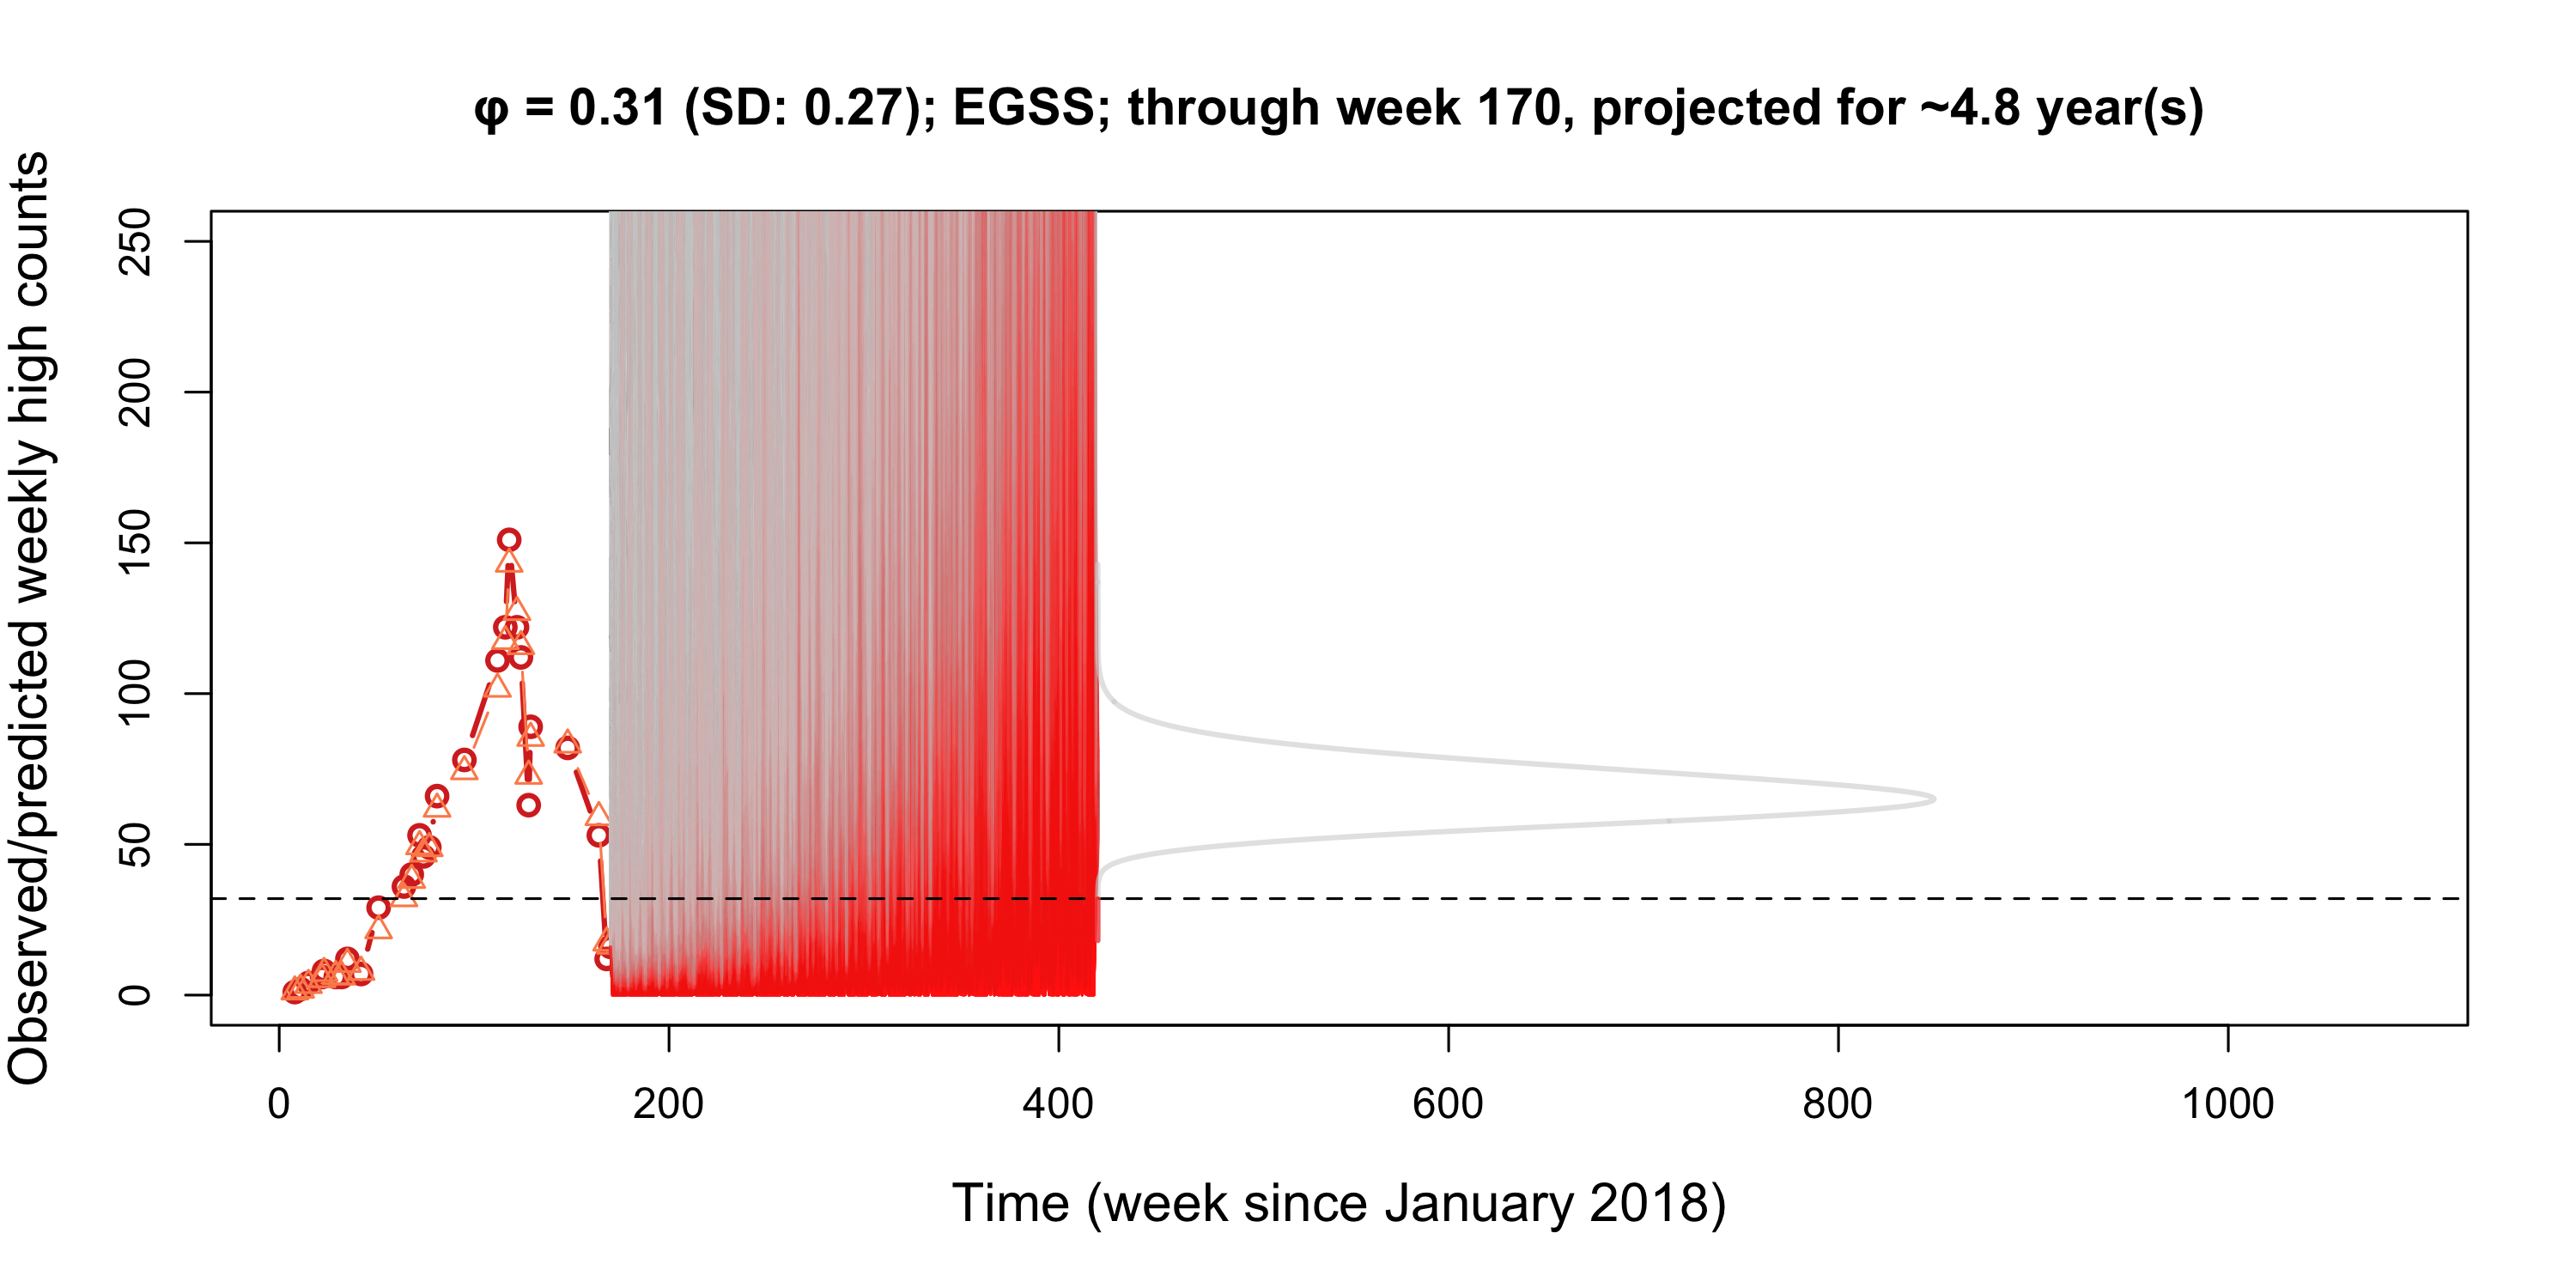 φ = 0.31 (SD: 0.27); EGSS; through week 170, projected for ~4.8 year(s)
Observed/predicted weekly high counts
250
200
150
100
50
0
0 200 400 600 800 1000
Time (week since January 2018)